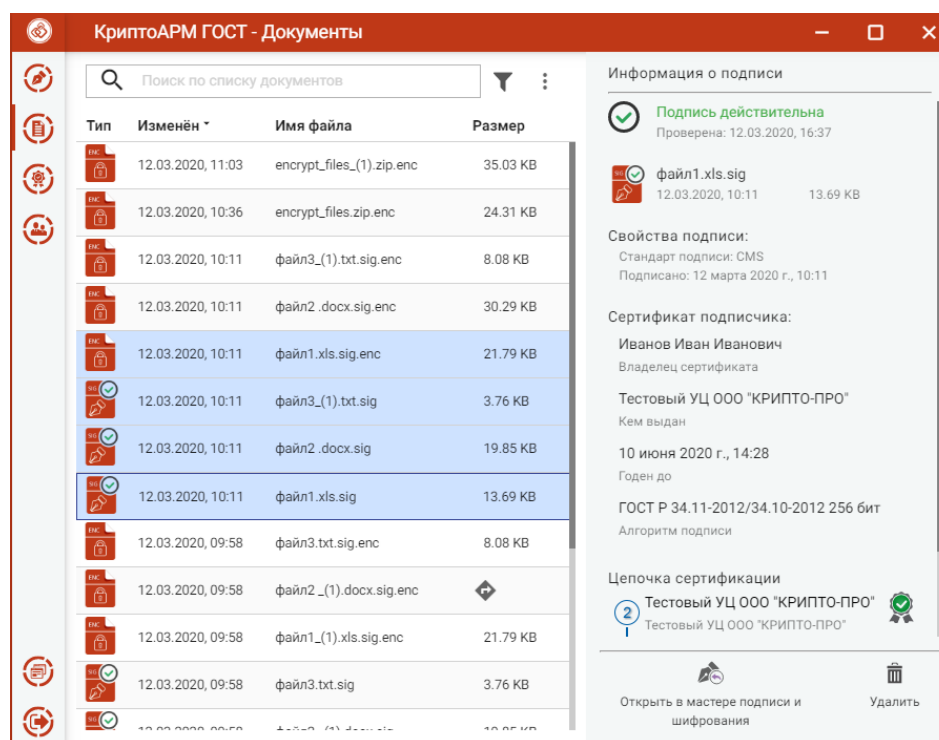 КриптоАРМ ГОСТ - Документы
Поиск по списку документов
Тип Изменён Имя файла Размер
ENC 12.03.2020, 11:03 encrypt_files_(1).zip.enc 35.03 KB
ENC 12.03.2020, 10:36 encrypt_files.zip.enc 24.31 KB
ENC 12.03.2020, 10:11 файл3_(1).txt.sig.enc 8.08 KB
ENC 12.03.2020, 10:11 файл2 .docx.sig.enc 30.29 KB
ENC 12.03.2020, 10:11 файл1.xls.sig.enc 21.79 KB
SIG 12.03.2020, 10:11 файл3_(1).txt.sig 3.76 KB
SIG 12.03.2020, 10:11 файл2 .docx.sig 19.85 KB
SIG 12.03.2020, 10:11 файл1.xls.sig 13.69 KB
ENC 12.03.2020, 09:58 файл3.txt.sig.enc 8.08 KB
ENC 12.03.2020, 09:58 файл2 _(1).docx.sig.enc
ENC 12.03.2020, 09:58 файл1_(1).xls.sig.enc 21.79 KB
SIG 12.03.2020, 09:58 файл3.txt.sig 3.76 KB
SIG
Информация о подписи
Подпись действительна
Проверена: 12.03.2020, 16:37
SIG файл1.xls.sig
12.03.2020, 10:11 13.69 KB
Свойства подписи:
Стандарт подписи: CMS
Подписано: 12 марта 2020 г., 10:11
Сертификат подписчика:
Иванов Иван Иванович
Владелец сертификата
Тестовый УЦ ООО "КРИПТО-ПРО"
Кем выдан
10 июня 2020 г., 14:28
Годен до
ГОСТ Р 34.11-2012/34.10-2012 256 бит
Алгоритм подписи
Цепочка сертификации
2 Тестовый УЦ ООО "КРИПТО-ПРО"
Тестовый УЦ ООО "КРИПТО-ПРО"
Открыть в мастере подписи и
шифрования
Удалить